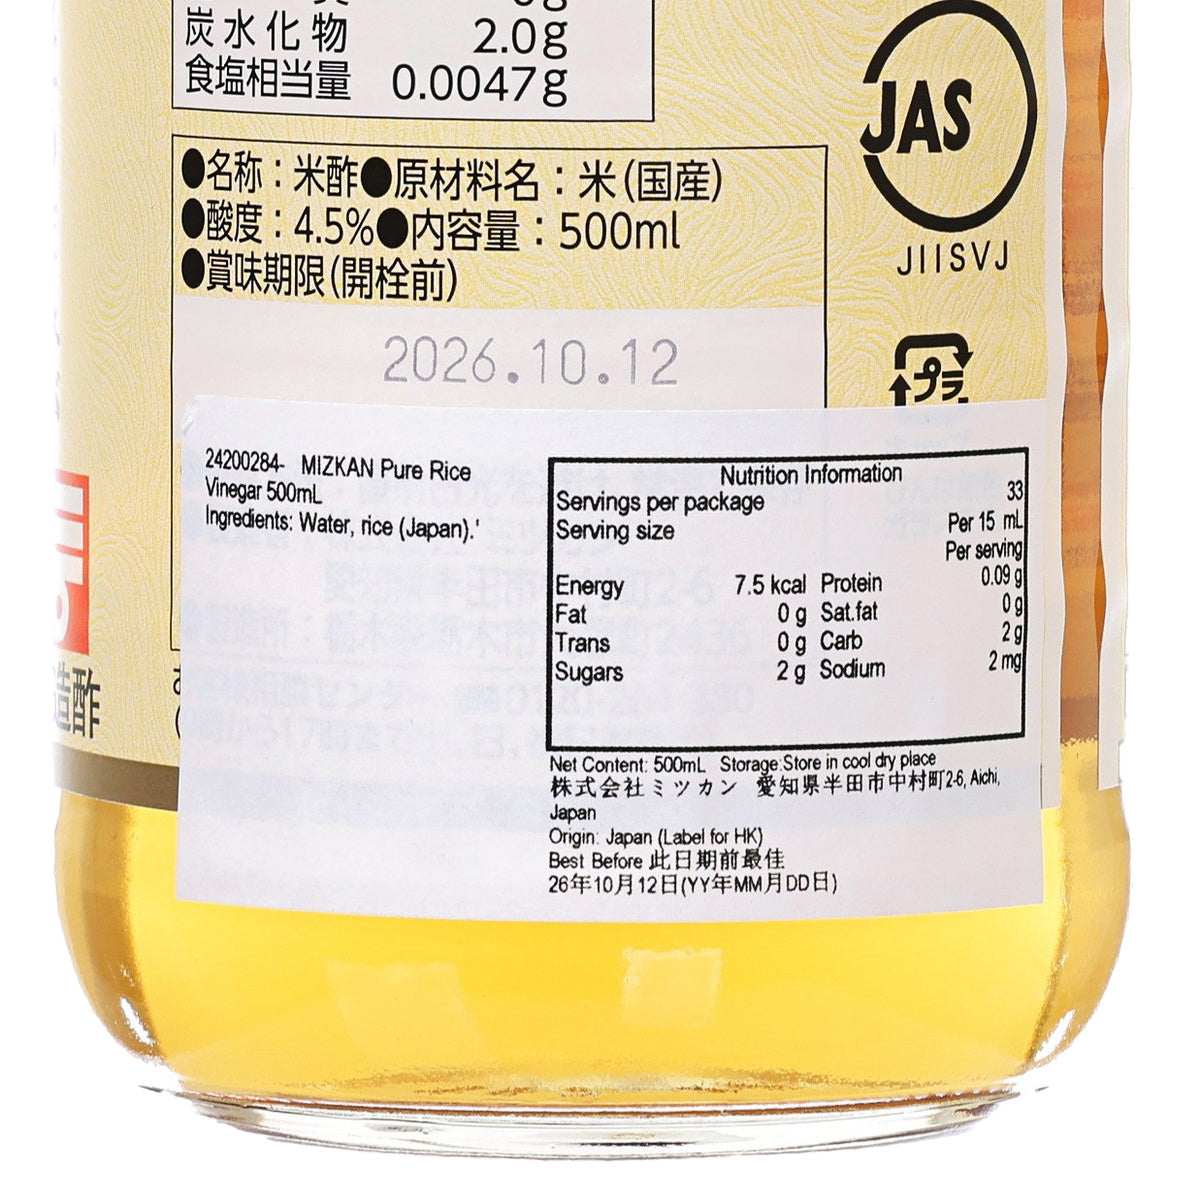 炭水化物 2.0g
食塩相当量 0.0047g
JAS
JIISVJ
●名称：米酢●原材料名：米(国産)
●酸度：4.5%●内容量：500ml
●賞味期限(開栓前)
2026.10.12
プラ
造酢
24200284- MIZKAN Pure Rice
Vinegar 500mL
Ingredients: Water, rice (Japan).'
Nutrition Information
Servings per package 33
Serving size Per 15 mL
Per serving
Energy 7.5 kcal Protein 0.09 g
Fat 0 g Sat.fat 0 g
Trans 0 g Carb 2 g
Sugars 2 g Sodium 2 mg
Net Content: 500mL Storage:Store in cool dry place
株式会社ミツカン 愛知県半田市中村町2-6, Aichi,
Japan
Origin: Japan (Label for HK)
Best Before 此日期前最佳
26年10月12日(YY年MM月DD日)